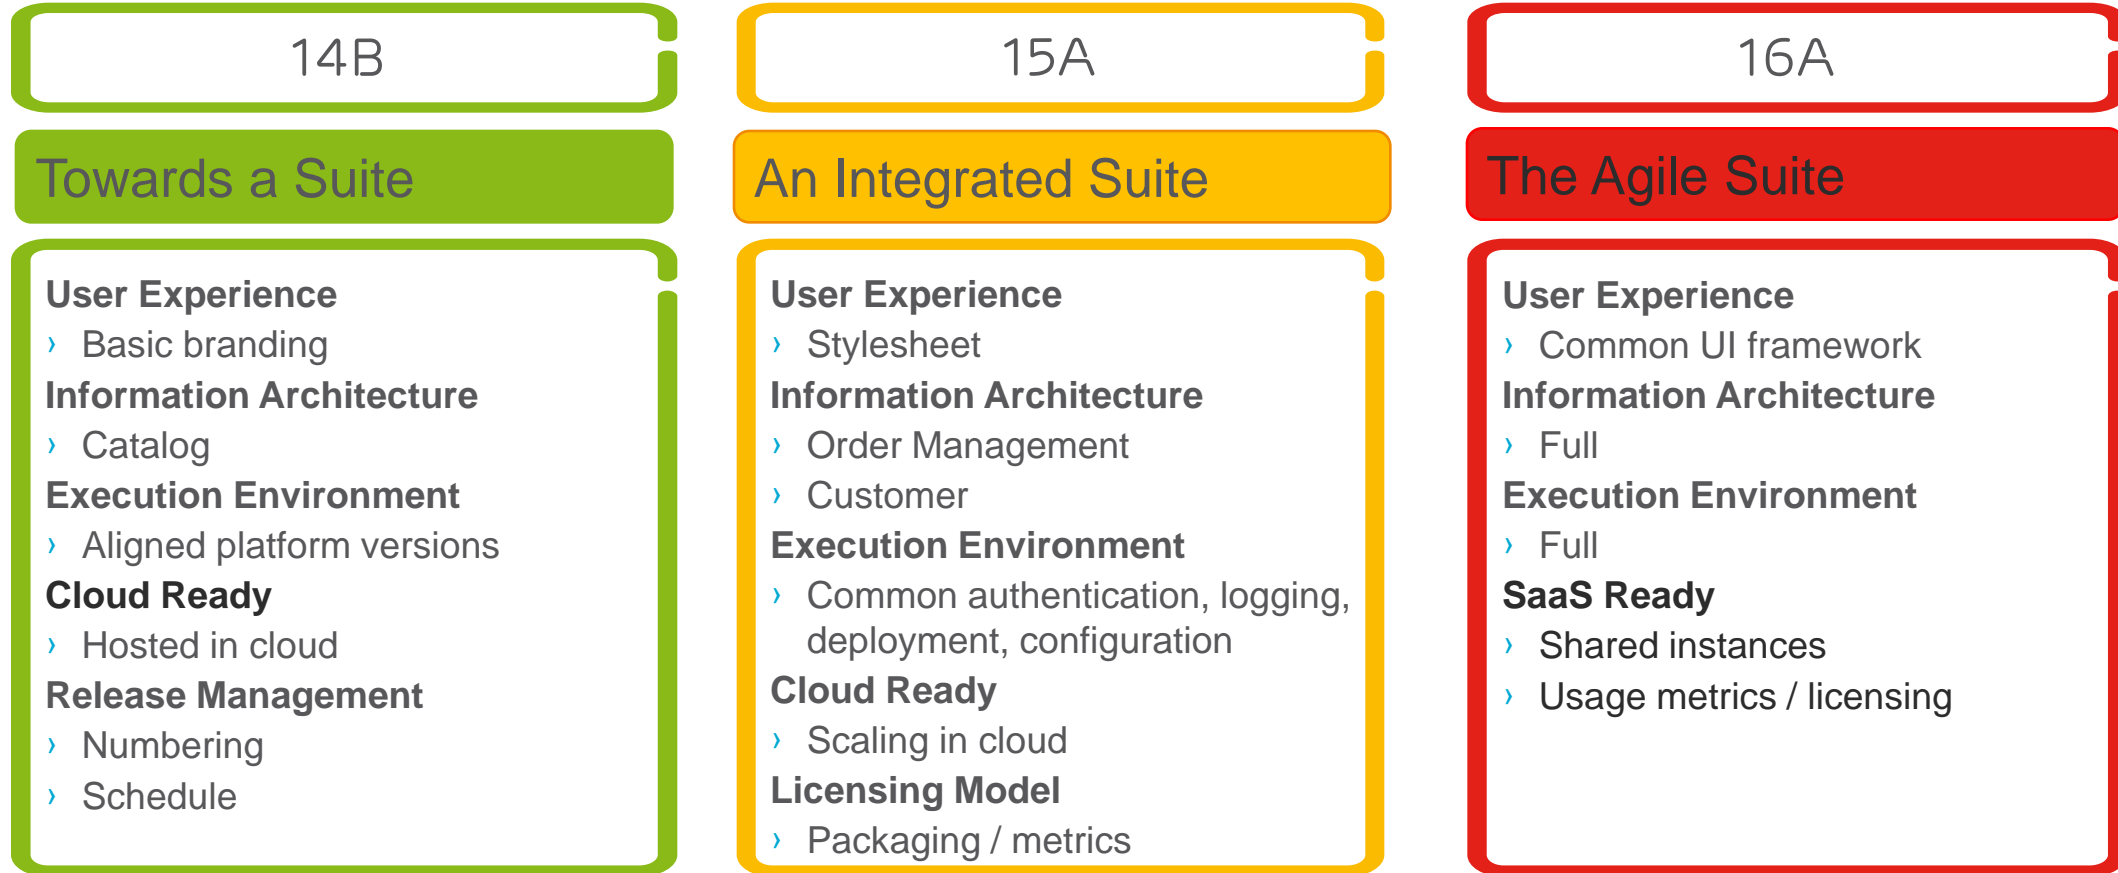 14B
Towards a Suite
User Experience
› Basic branding
Information Architecture
› Catalog
Execution Environment
› Aligned platform versions
Cloud Ready
› Hosted in cloud
Release Management
› Numbering
› Schedule
15A
An Integrated Suite
User Experience
› Stylesheet
Information Architecture
› Order Management
› Customer
Execution Environment
› Common authentication, logging,
deployment, configuration
Cloud Ready
› Scaling in cloud
Licensing Model
› Packaging / metrics
16A
The Agile Suite
User Experience
› Common UI framework
Information Architecture
› Full
Execution Environment
› Full
SaaS Ready
› Shared instances
› Usage metrics / licensing